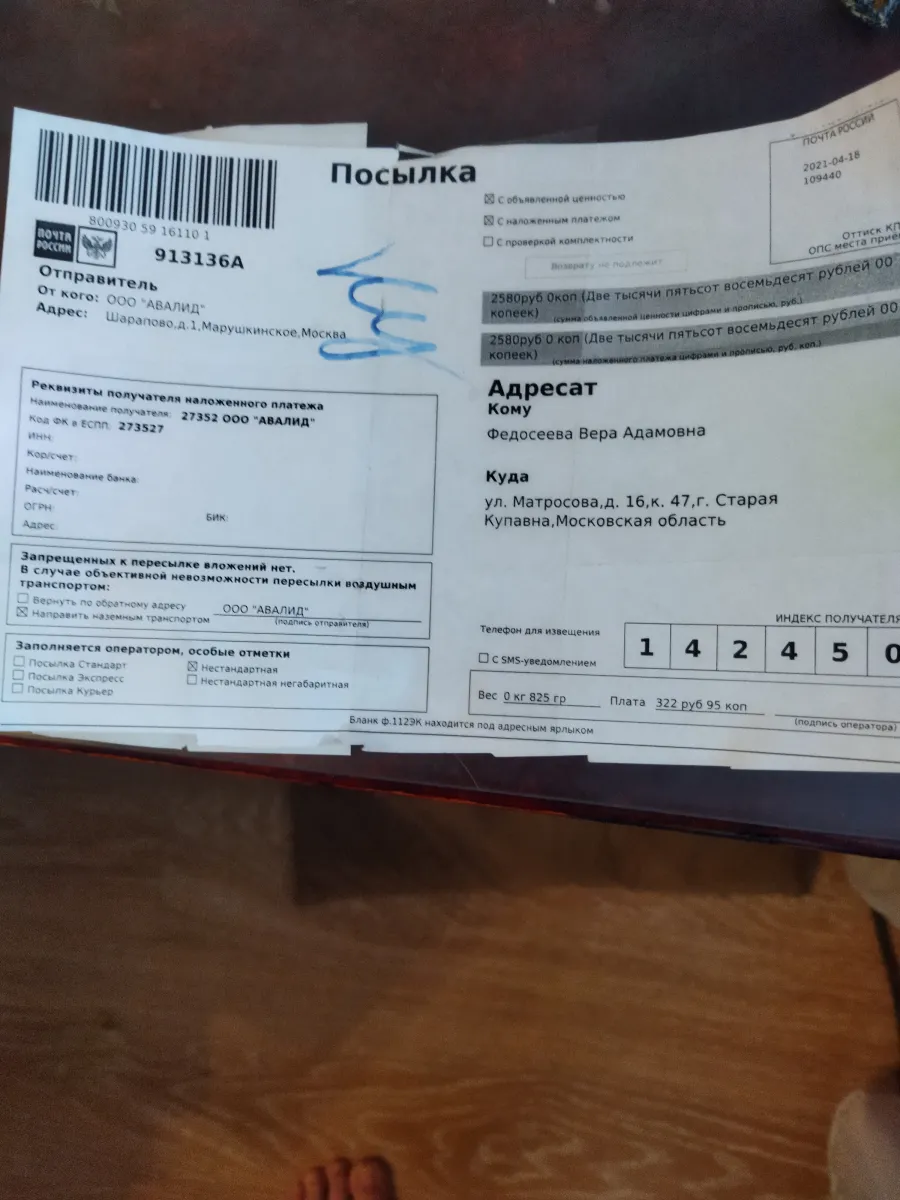 Посылка
800930 59 16110 1
ПОЧТА РОССИИ
913136А
Отправитель
От кого: ООО "АВАЛИД"
Адрес: Шарапово,д.1,Марушкинское,Москва
☒ С объявленной ценностью
☒ С наложенным платежом
☐ С проверкой комплектности
Возврату не подлежит
ПОЧТА РОССИИ
2021-04-18
109440
Оттиск
ОПС места
2580руб 0коп (Две тысячи пятьсот восемьдесят рублей 00
копеек)
(сумма объявленной ценности цифрами и прописью, руб.)
2580руб 0 коп (Две тысячи пятьсот восемьдесят рублей 00
копеек)
(сумма наложенного платежа цифрами и прописью, руб. коп.)
Реквизиты получателя наложенного платежа
Наименование получателя: 27352 ООО "АВАЛИД"
Код ФК в ЕСПП: 273527
ИНН:
Кор/счет:
Наименование банка:
Расч/счет:
ОГРН:
БИК:
Адрес:
Адресат
Кому
Федосеева Вера Адамовна
Куда
ул. Матросова,д. 16,к. 47,г. Старая
Купавна,Московская область
Запрещенных к пересылке вложений нет.
В случае объективной невозможности пересылки воздушным
транспортом:
☐ Вернуть по обратному адресу
☒ Направить наземным транспортом
ООО "АВАЛИД"
(подпись отправителя)
Заполняется оператором, особые отметки
☐ Посылка Стандарт
☐ Посылка Экспресс
☐ Посылка Курьер
☒ Нестандартная
☐ Нестандартная негабаритная
ИНДЕКС ПОЛУЧАТЕЛЯ
Телефон для извещения
1 4 2 4 5 0
☐ С SMS-уведомлением
Вес 0 кг 825 гр Плата 322 руб 95 коп
(подпись оператора)
Бланк ф.112ЭК находится под адресным ярлыком